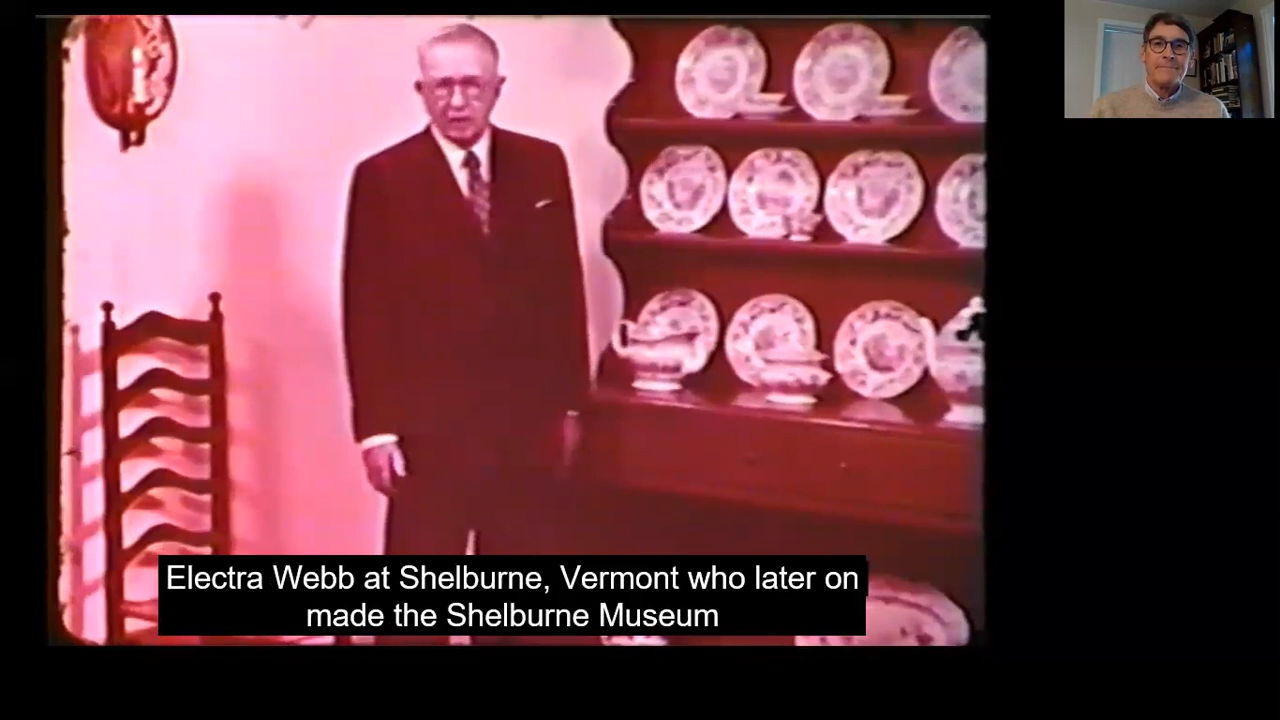 Electra Webb at Shelburne, Vermont who later on
made the Shelburne Museum